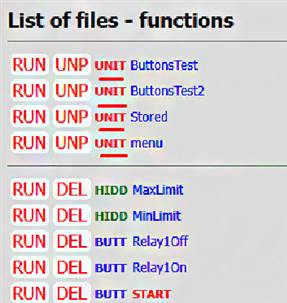 List of files - functions
RUN UNP UNIT ButtonsTest
RUN UNP UNIT ButtonsTest2
RUN UNP UNIT Stored
RUN UNP UNIT menu
RUN DEL HIDD MaxLimit
RUN DEL HIDD MinLimit
RUN DEL BUTT Relay1Off
RUN DEL BUTT Relay1On
RUN DEL BUTT START